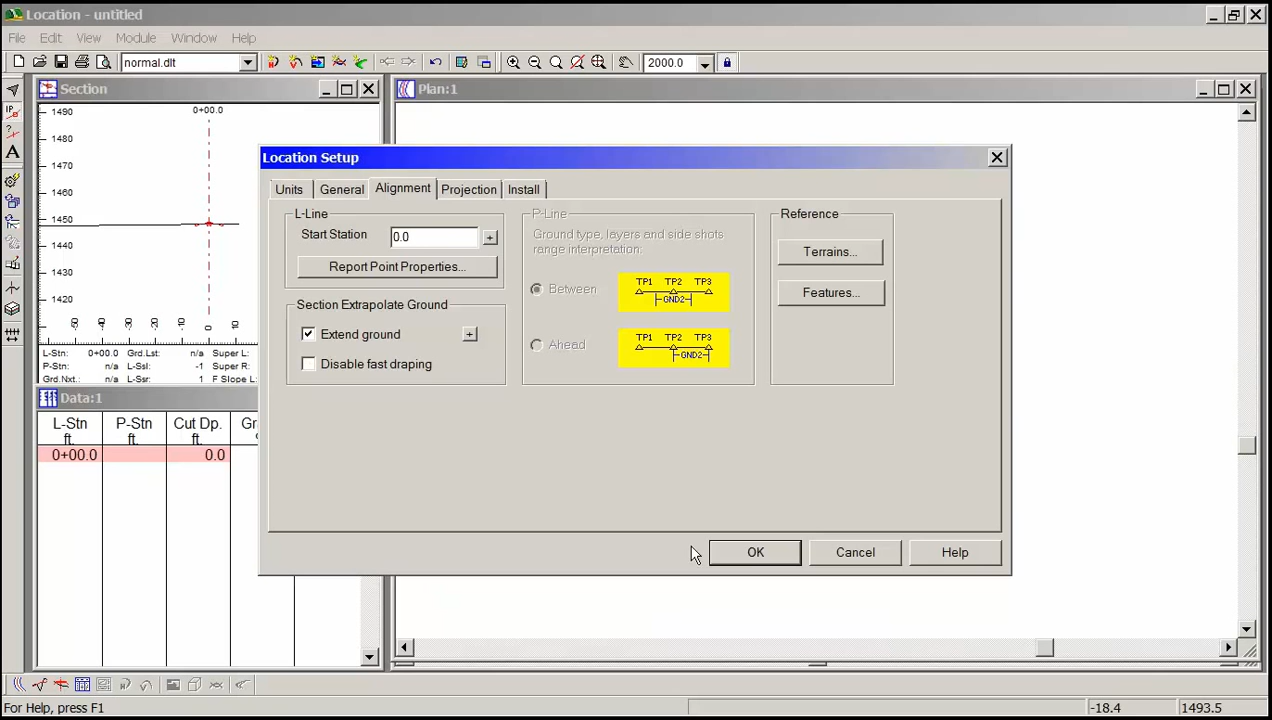 Location - untitled
File Edit View Module Window Help
normal.dlt 2000.0
Section
Plan:1
1490
1480
1470
1460
1450
1440
1430
1420
0+00.0
L-Stn: 0+00.0 Grd.Lst: n/a Super L:
P-Stn: n/a L-Ssl: -1 Super R:
Grd.Nxt.: n/a L-Ssr: 1 F Slope L
Data:1
L-Stn P-Stn Cut Dp.
ft. ft. ft.
0+00.0 0.0
Location Setup
Units General Alignment Projection Install
L-Line
Start Station 0.0 +
Report Point Properties...
Section Extrapolate Ground
Extend ground +
Disable fast draping
P-Line
Ground type, layers and side shots
range interpretation:
Between
TP1 TP2 TP3
GND2
Ahead
TP1 TP2 TP3
GND2
Reference
Terrains...
Features...
OK Cancel Help
For Help, press F1
-18.4 1493.5